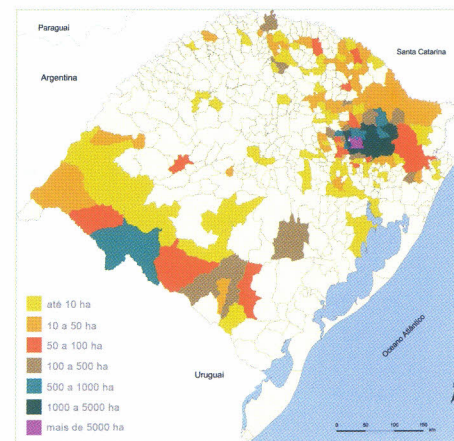 Paraguai
Santa Catarina
Argentina
até 10 ha
10 a 50 ha
50 a 100 ha
100 a 500 ha
500 a 1000 ha
1000 a 5000 ha
mais de 5000 ha
Uruguai
Oceano Atlântico
0 50 100 150